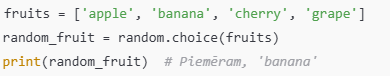 fruits = ['apple', 'banana', 'cherry', 'grape']
random_fruit = random.choice(fruits)
print(random_fruit)  # Piemēram, 'banana'